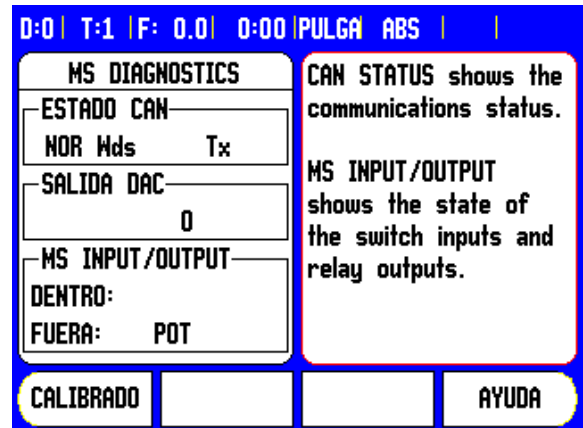 D:0 | T:1 | F: 0.0 | 0:00 | PULGA ABS | |
MS DIAGNOSTICS
ESTADO CAN
NOR Wds Tx
SALIDA DAC
0
MS INPUT/OUTPUT
DENTRO:
FUERA: POT
CAN STATUS shows the
communications status.
MS INPUT/OUTPUT
shows the state of
the switch inputs and
relay outputs.
CALIBRADO
AYUDA